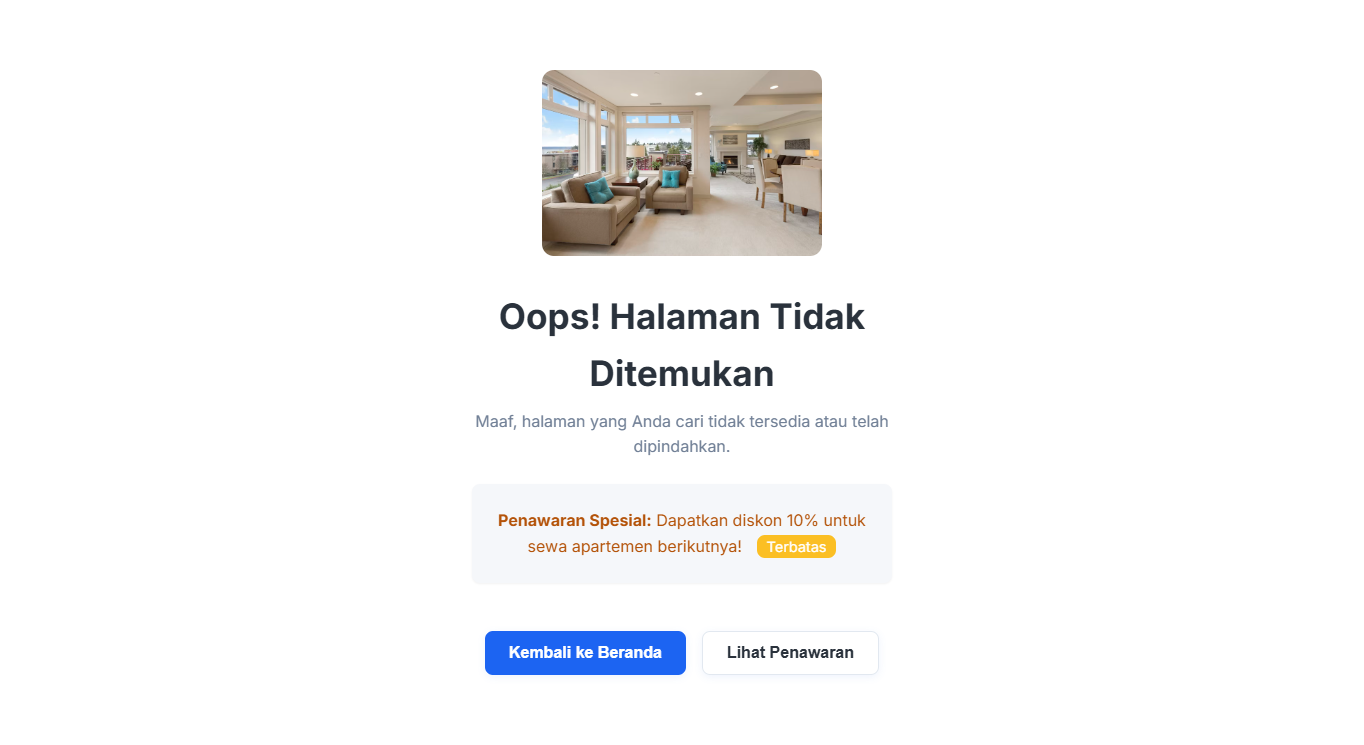 Oops! Halaman Tidak
Ditemukan
Maaf, halaman yang Anda cari tidak tersedia atau telah
dipindahkan.
Penawaran Spesial: Dapatkan diskon 10% untuk
sewa apartemen berikutnya! Terbatas
Kembali ke Beranda
Lihat Penawaran